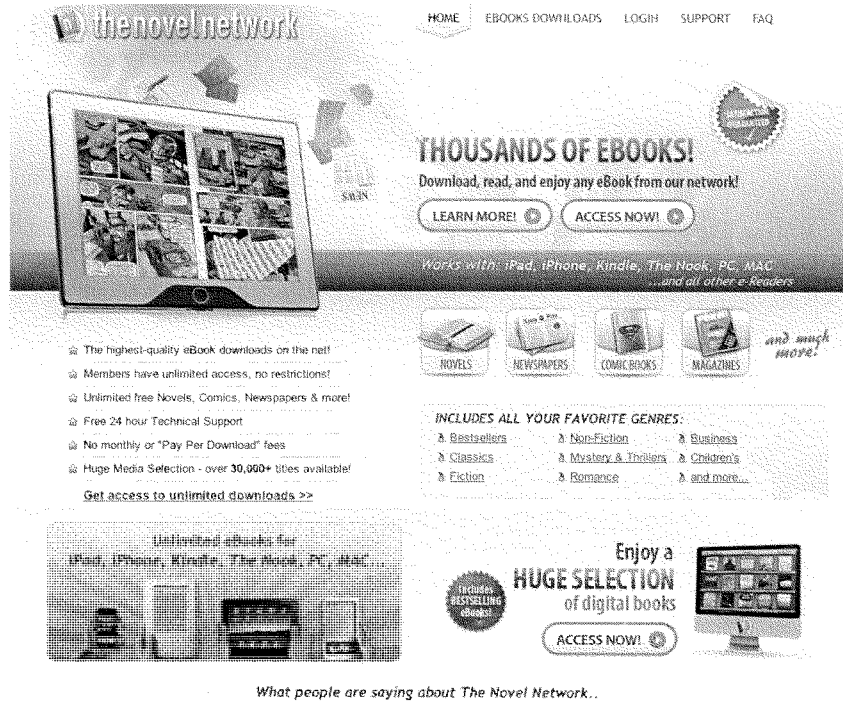 thenovelnetwork
HOME EBOOKS DOWNLOADS LOGIN SUPPORT FAQ
THOUSANDS OF EBOOKS!
Download, read, and enjoy any eBook from our network!
LEARN MORE! ACCESS NOW!
Works with: iPad, iPhone, Kindle, The Nook, PC, MAC
...and all other e-Readers
NOVELS NEWSPAPERS COMIC BOOKS MAGAZINES and much more!
The highest-quality eBook downloads on the net!
Members have unlimited access, no restrictions!
Unlimited free Novels, Comics, Newspapers & more!
Free 24 hour Technical Support
No monthly or "Pay Per Download" fees
Huge Media Selection - over 30,000+ titles available!
Get access to unlimited downloads >>
INCLUDES ALL YOUR FAVORITE GENRES:
Bestsellers Non-Fiction Business
Classics Mystery & Thrillers Children's
Fiction Romance and more...
Unlimited eBooks for
iPad, iPhone, Kindle, The Nook, PC, MAC
Includes
BESTSELLING
eBooks!
Enjoy a
HUGE SELECTION
of digital books
ACCESS NOW!
What people are saying about The Novel Network..